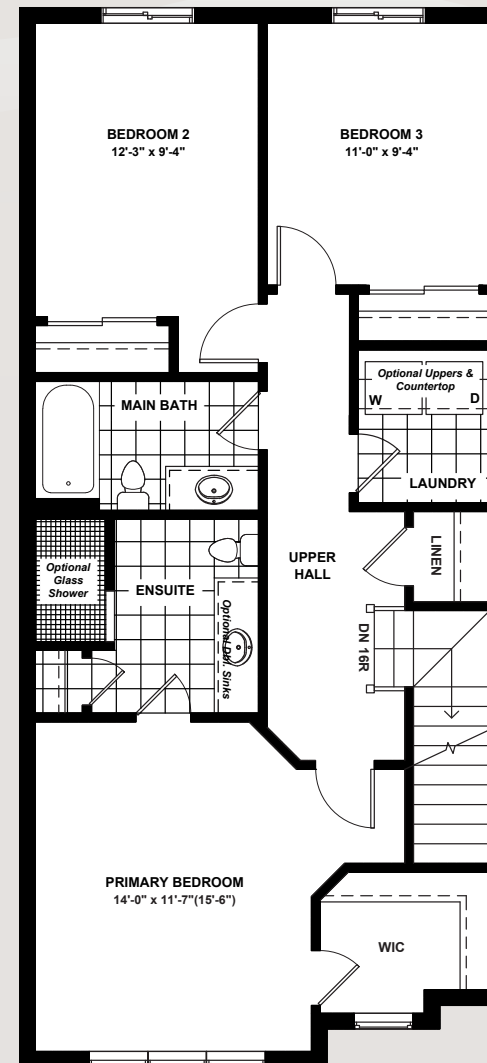 BEDROOM 2
12'-3" x 9'-4"
BEDROOM 3
11'-0" x 9'-4"
Optional Uppers &
Countertop
W
D
MAIN BATH
LAUNDRY
Optional
Glass
Shower
ENSUITE
UPPER
HALL
LINEN
Optional Dbl. Sinks
DN 16R
PRIMARY BEDROOM
14'-0" x 11'-7"(15'-6")
WIC